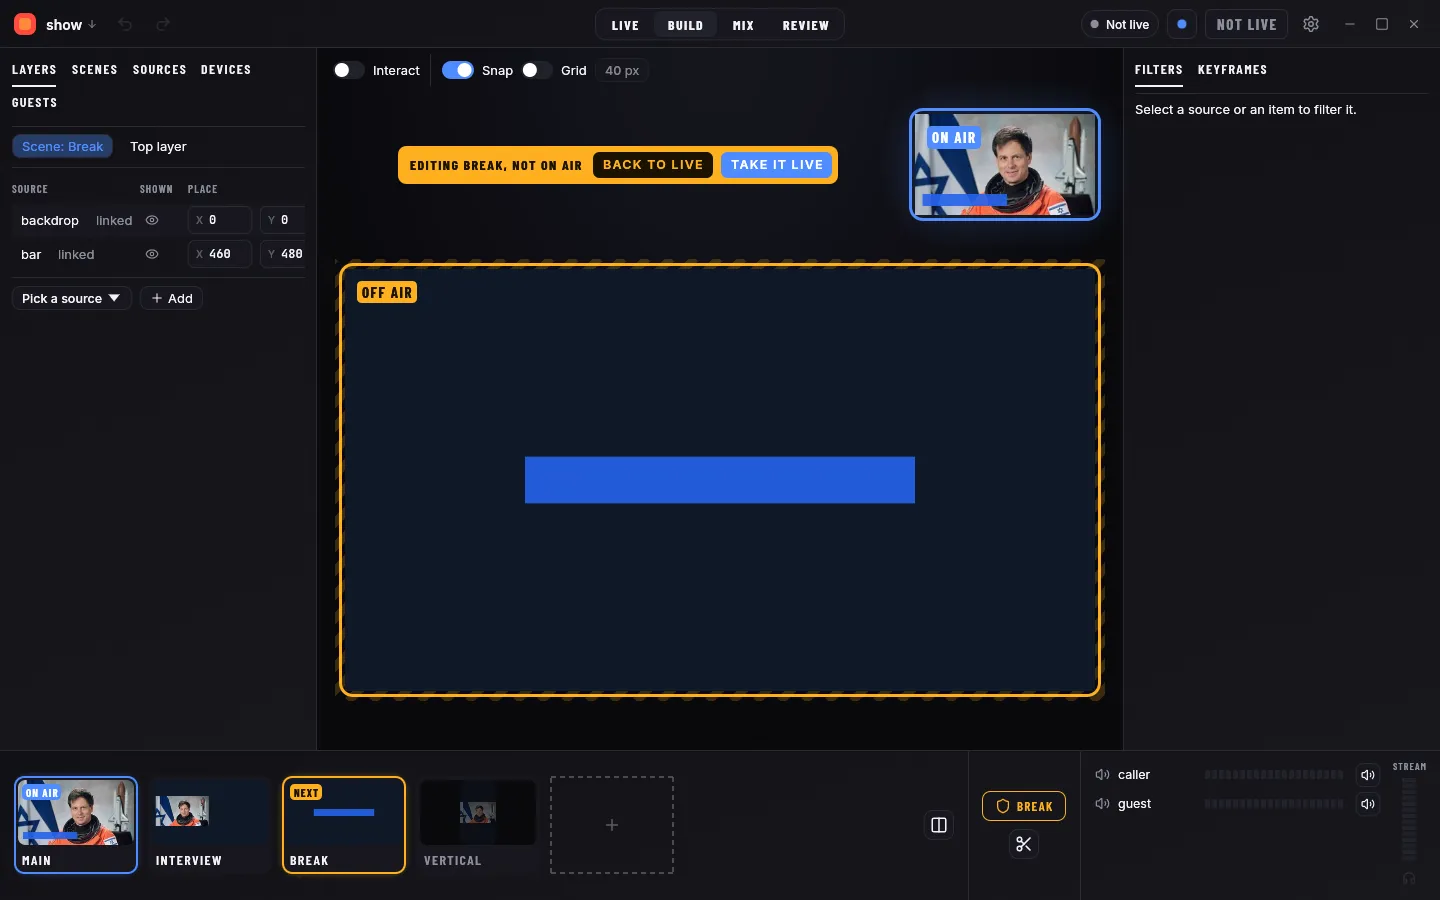 show
LIVE BUILD MIX REVIEW
Not live
NOT LIVE
LAYERS SCENES SOURCES DEVICES
GUESTS
Scene: Break Top layer
SOURCE SHOWN PLACE
backdrop linked X 0 Y 0
bar linked X 460 Y 480
Pick a source + Add
Interact Snap Grid 40 px
EDITING BREAK, NOT ON AIR BACK TO LIVE TAKE IT LIVE
ON AIR
OFF AIR
FILTERS KEYFRAMES
Select a source or an item to filter it.
ON AIR
MAIN
INTERVIEW
NEXT
BREAK
VERTICAL
+
BREAK
caller
guest
STREAM